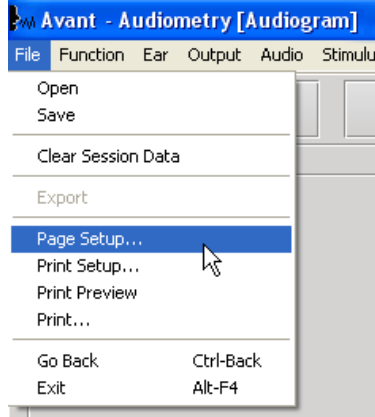 Avant - Audiometry [Audiogram]
File Function Ear Output Audio Stimulu
Open
Save
Clear Session Data
Export
Page Setup...
Print Setup...
Print Preview
Print...
Go Back Ctrl-Back
Exit Alt-F4